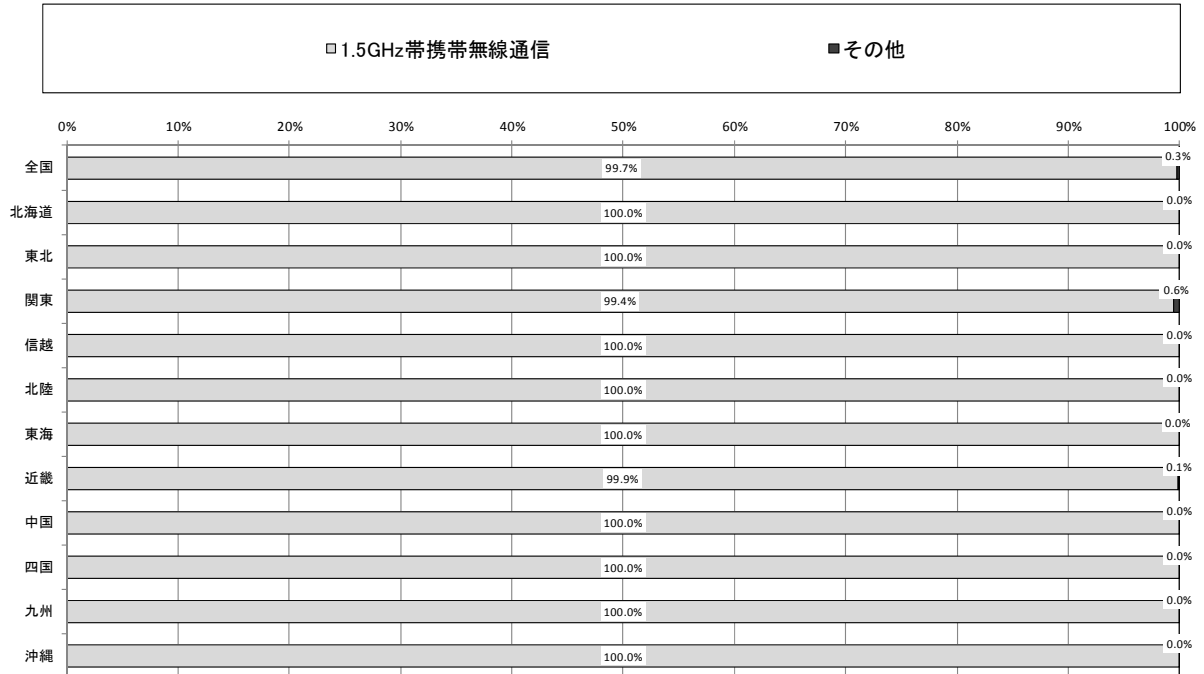 1.5GHz帯携帯無線通信 その他
0% 10% 20% 30% 40% 50% 60% 70% 80% 90% 100%
全国 99.7% 0.3%
北海道 100.0% 0.0%
東北 100.0% 0.0%
関東 99.4% 0.6%
信越 100.0% 0.0%
北陸 100.0% 0.0%
東海 100.0% 0.0%
近畿 99.9% 0.1%
中国 100.0% 0.0%
四国 100.0% 0.0%
九州 100.0% 0.0%
沖縄 100.0% 0.0%